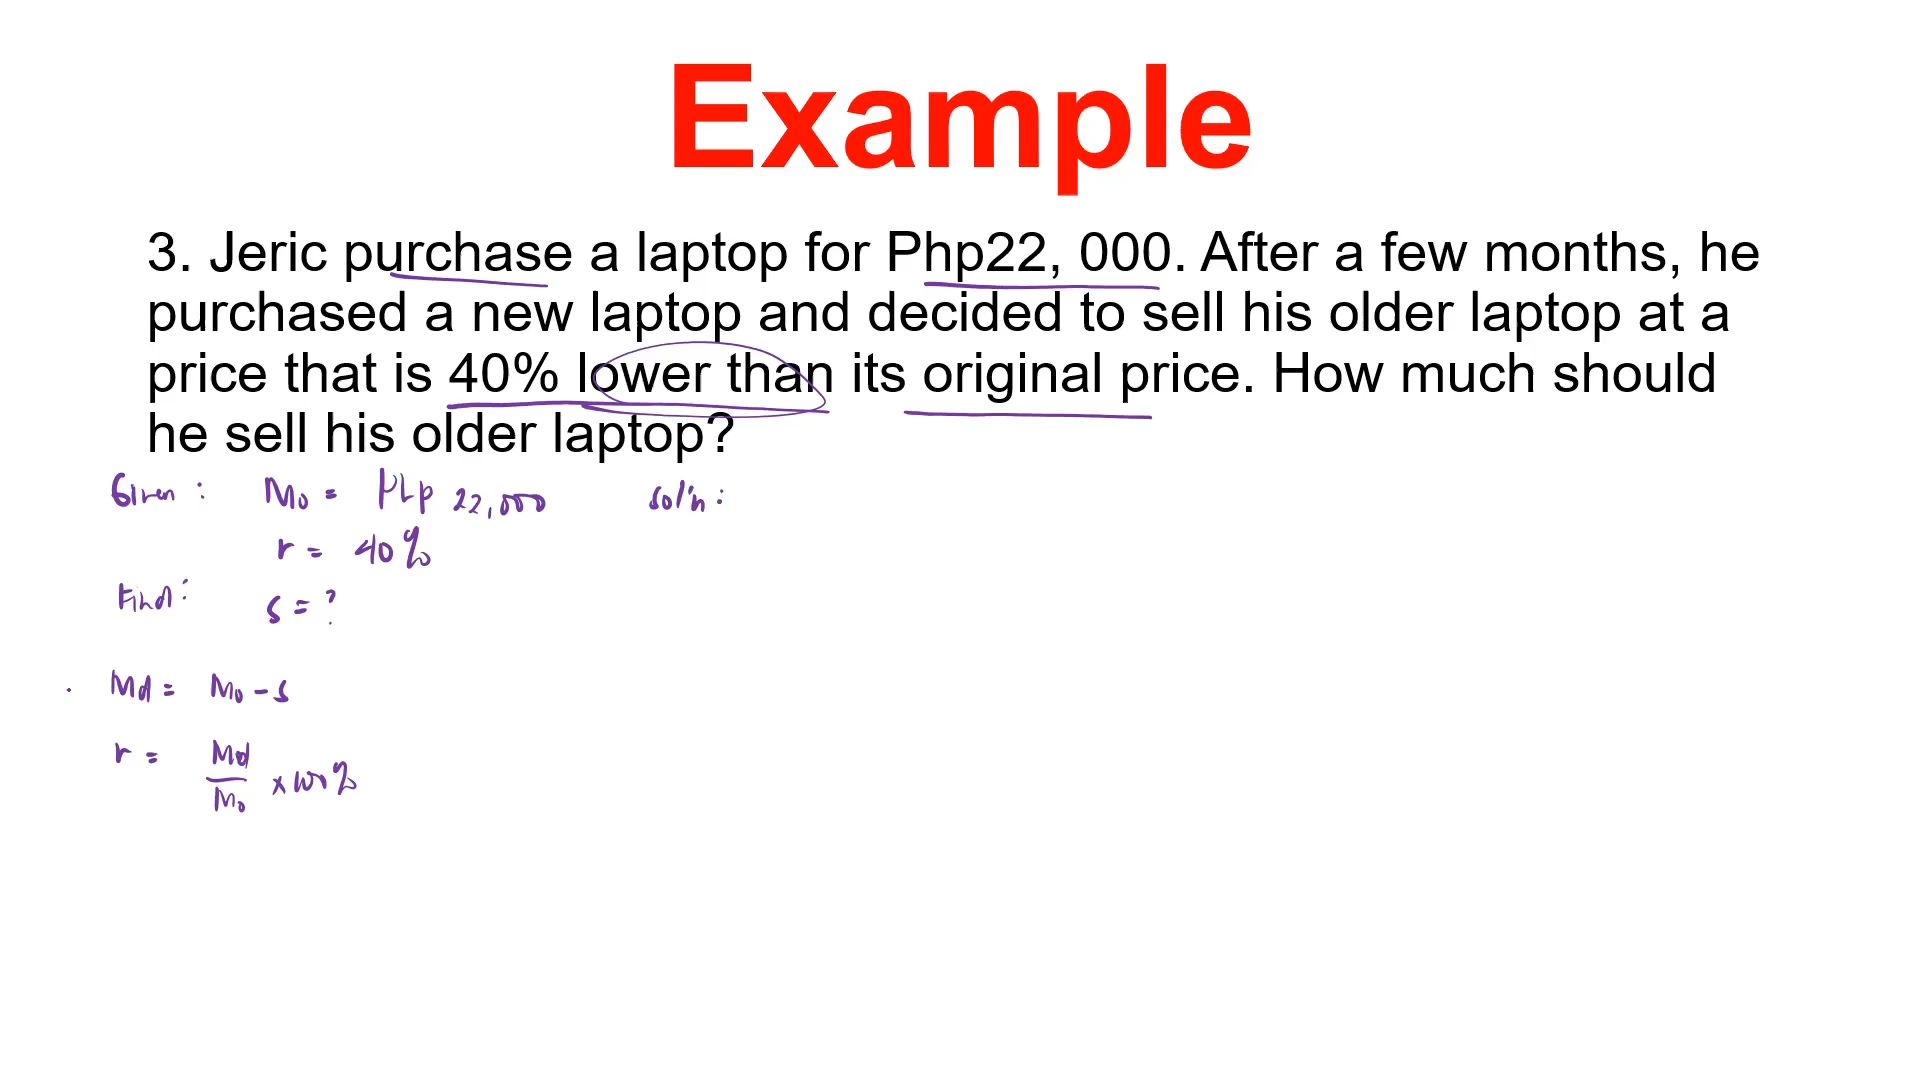 Example
3. Jeric purchase a laptop for Php22, 000. After a few months, he
purchased a new laptop and decided to sell his older laptop at a
price that is 40% lower than its original price. How much should
he sell his older laptop?
Given : Mo = Php 22,000 sol'n :
r = 40%
Find : s = ?
Md = Mo - s
r = Md
Mo × 100%